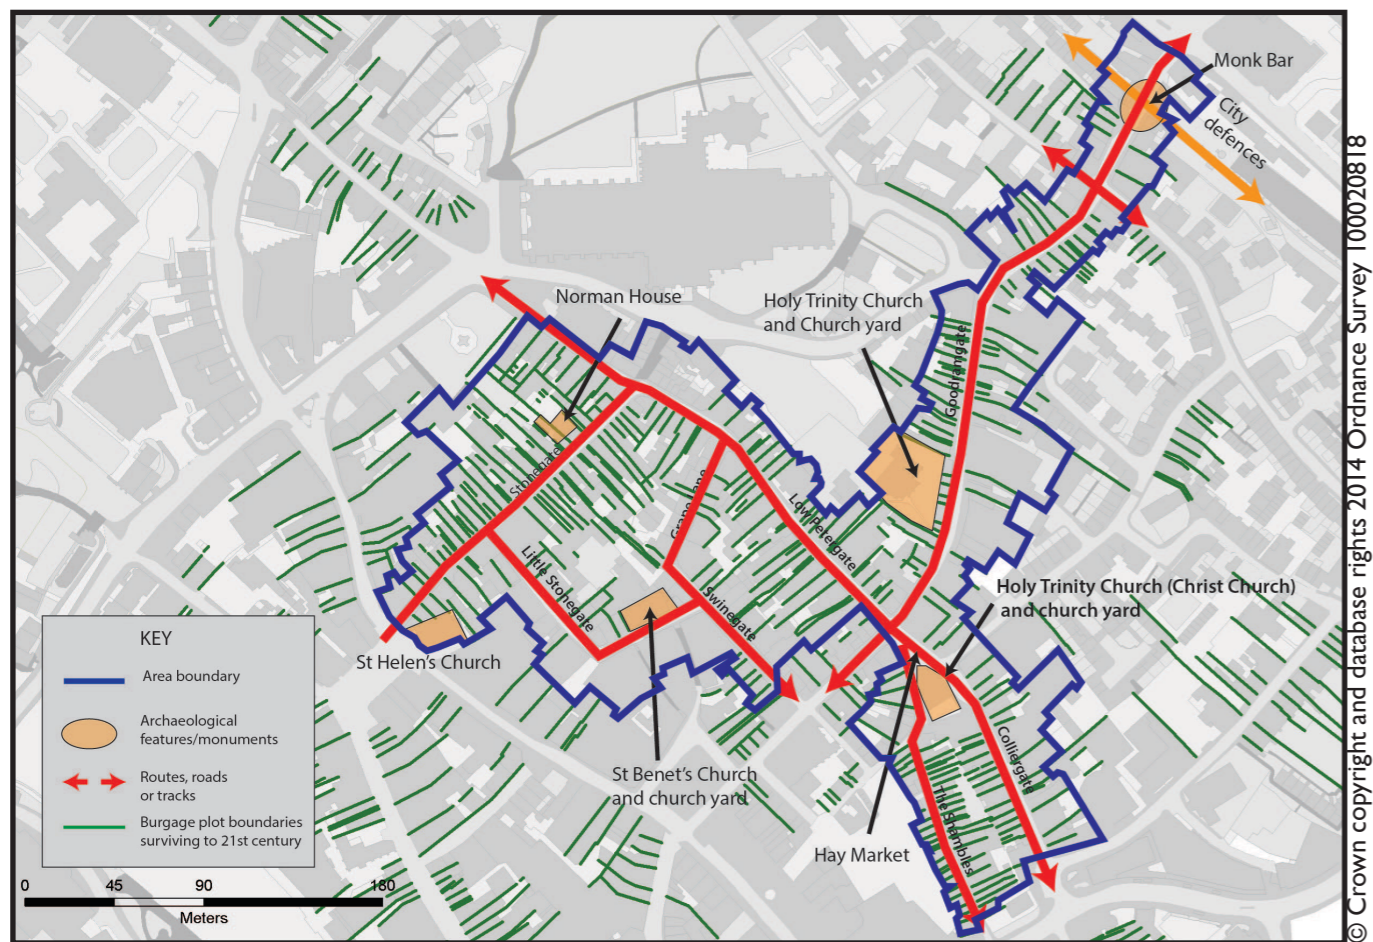 Monk Bar
City
defences
Norman House
Holy Trinity Church
and Church yard
Goodramgate
Stonegate
Grape Lane
Low Petergate
Little Stonegate
Swinegate
Holy Trinity Church (Christ Church)
and church yard
St Helen's Church
St Benet's Church
and church yard
Hay Market
Colliergate
The Shambles
KEY
Area boundary
Archaeological
features/monuments
Routes, roads
or tracks
Burgage plot boundaries
surviving to 21st century
0 45 90 180
Meters
© Crown copyright and database rights 2014 Ordnance Survey 100020818